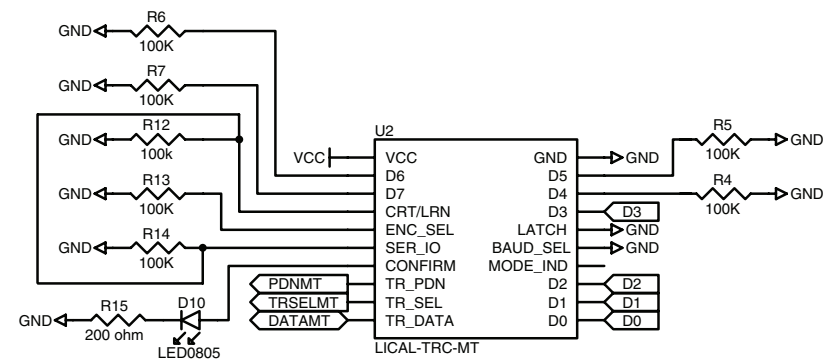 R6
GND
100K
R7
GND
100K
R12
GND
100k
R13
GND
100K
R14
GND
100K
R15
GND
200 ohm
D10
LED0805
PDNMT
TRSELMT
DATAMT
VCC
U2
VCC GND
D6 D5
D7 D4
CRT/LRN D3
ENC_SEL LATCH
SER_IO BAUD_SEL
CONFIRM MODE_IND
TR_PDN D2
TR_SEL D1
TR_DATA D0
LICAL-TRC-MT
GND
D3
GND
GND
D2
D1
D0
R5
GND
100K
R4
GND
100K